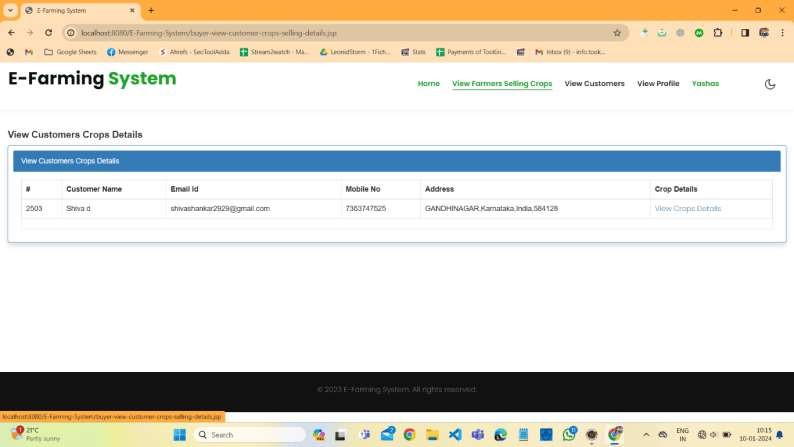 E-Farming System
localhost:8080/E-Farming-System/buyer-view-customer-crops-selling-details.jsp
Google Sheets Messenger Ahrefs - SeoToolAdda Stream2watch - Ma... LeonidStorm - TFich... Stats Payments of ToolKin... Inbox (9) - info.took...
E-Farming System
Home View Farmers Selling Crops View Customers View Profile Yashas
View Customers Crops Details
View Customers Crops Details
# Customer Name Email Id Mobile No Address Crop Details
2503 Shiva d shivashankar2929@gmail.com 7353747525 GANDHINAGAR,Karnataka,India,584128 View Crops Details
© 2023 E-Farming System. All rights reserved.
localhost:8080/E-Farming-System/buyer-view-customer-crops-selling-details.jsp
21°C
Partly sunny
Search
ENG
IN
10:15
10-01-2024